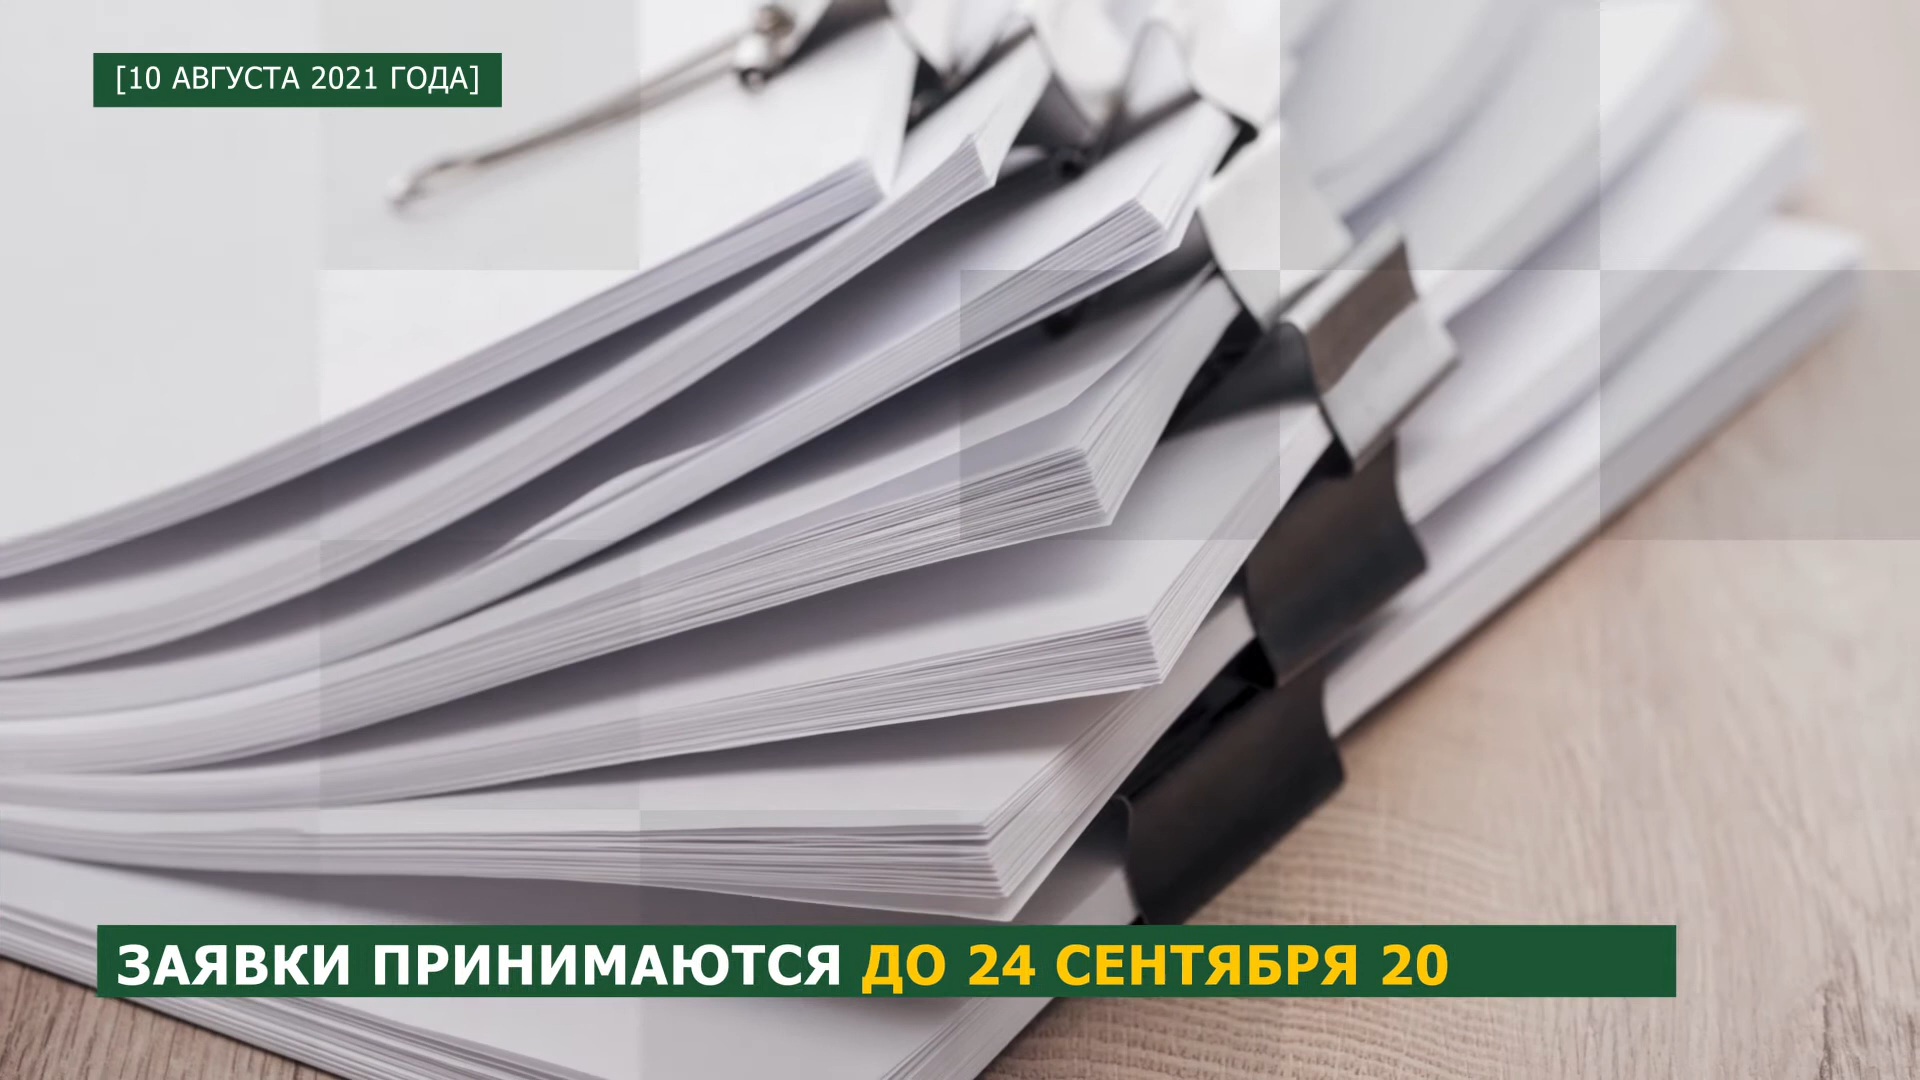 [10 АВГУСТА 2021 ГОДА]
ЗАЯВКИ ПРИНИМАЮТСЯ ДО 24 СЕНТЯБРЯ 20